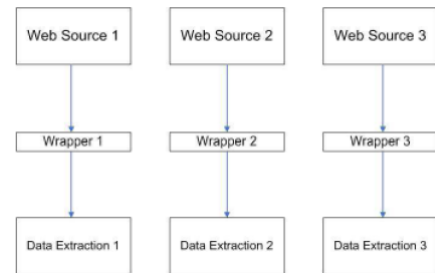 Web Source 1
Web Source 2
Web Source 3
Wrapper 1
Wrapper 2
Wrapper 3
Data Extraction 1
Data Extraction 2
Data Extraction 3